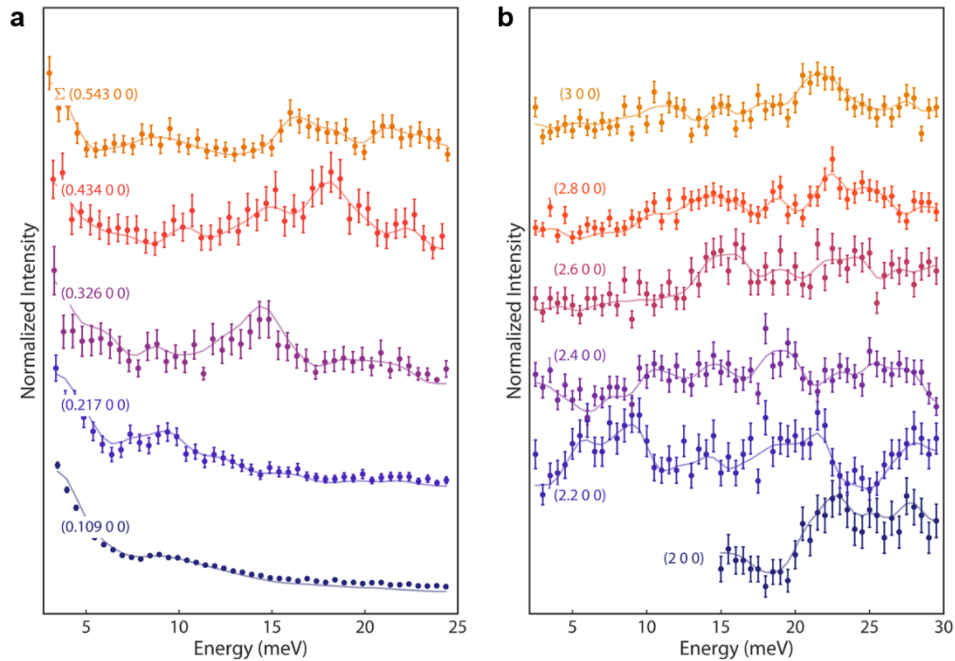 a
Normalized Intensity
Σ (0.543 0 0)
(0.434 0 0)
(0.326 0 0)
(0.217 0 0)
(0.109 0 0)
5 10 15 20 25
Energy (meV)
b
Normalized Intensity
(3 0 0)
(2.8 0 0)
(2.6 0 0)
(2.4 0 0)
(2.2 0 0)
(2 0 0)
5 10 15 20 25 30
Energy (meV)